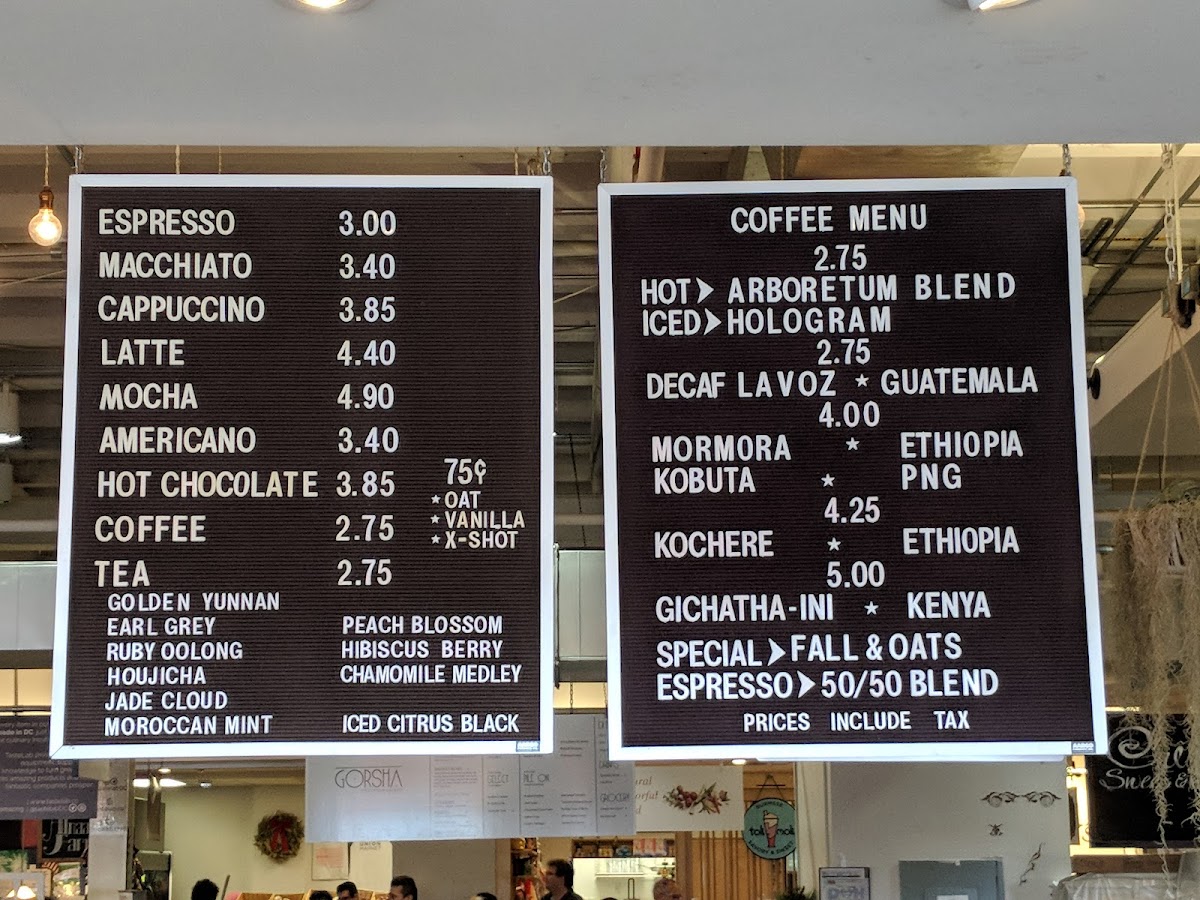 ESPRESSO 3.00
MACCHIATO 3.40
CAPPUCCINO 3.85
LATTE 4.40
MOCHA 4.90
AMERICANO 3.40
HOT CHOCOLATE 3.85
COFFEE 2.75
75¢
★ OAT
★ VANILLA
★ X-SHOT
TEA 2.75
GOLDEN YUNNAN
EARL GREY PEACH BLOSSOM
RUBY OOLONG HIBISCUS BERRY
HOUJICHA CHAMOMILE MEDLEY
JADE CLOUD
MOROCCAN MINT ICED CITRUS BLACK
COFFEE MENU
2.75
HOT➤ ARBORETUM BLEND
ICED➤HOLOGRAM
2.75
DECAF LA VOZ ★ GUATEMALA
4.00
MORMORA ★ ETHIOPIA
KOBUTA ★ PNG
4.25
KOCHERE ★ ETHIOPIA
5.00
GICHATHA-INI ★ KENYA
SPECIAL➤FALL & OATS
ESPRESSO➤50/50 BLEND
PRICES INCLUDE TAX
GORSHA